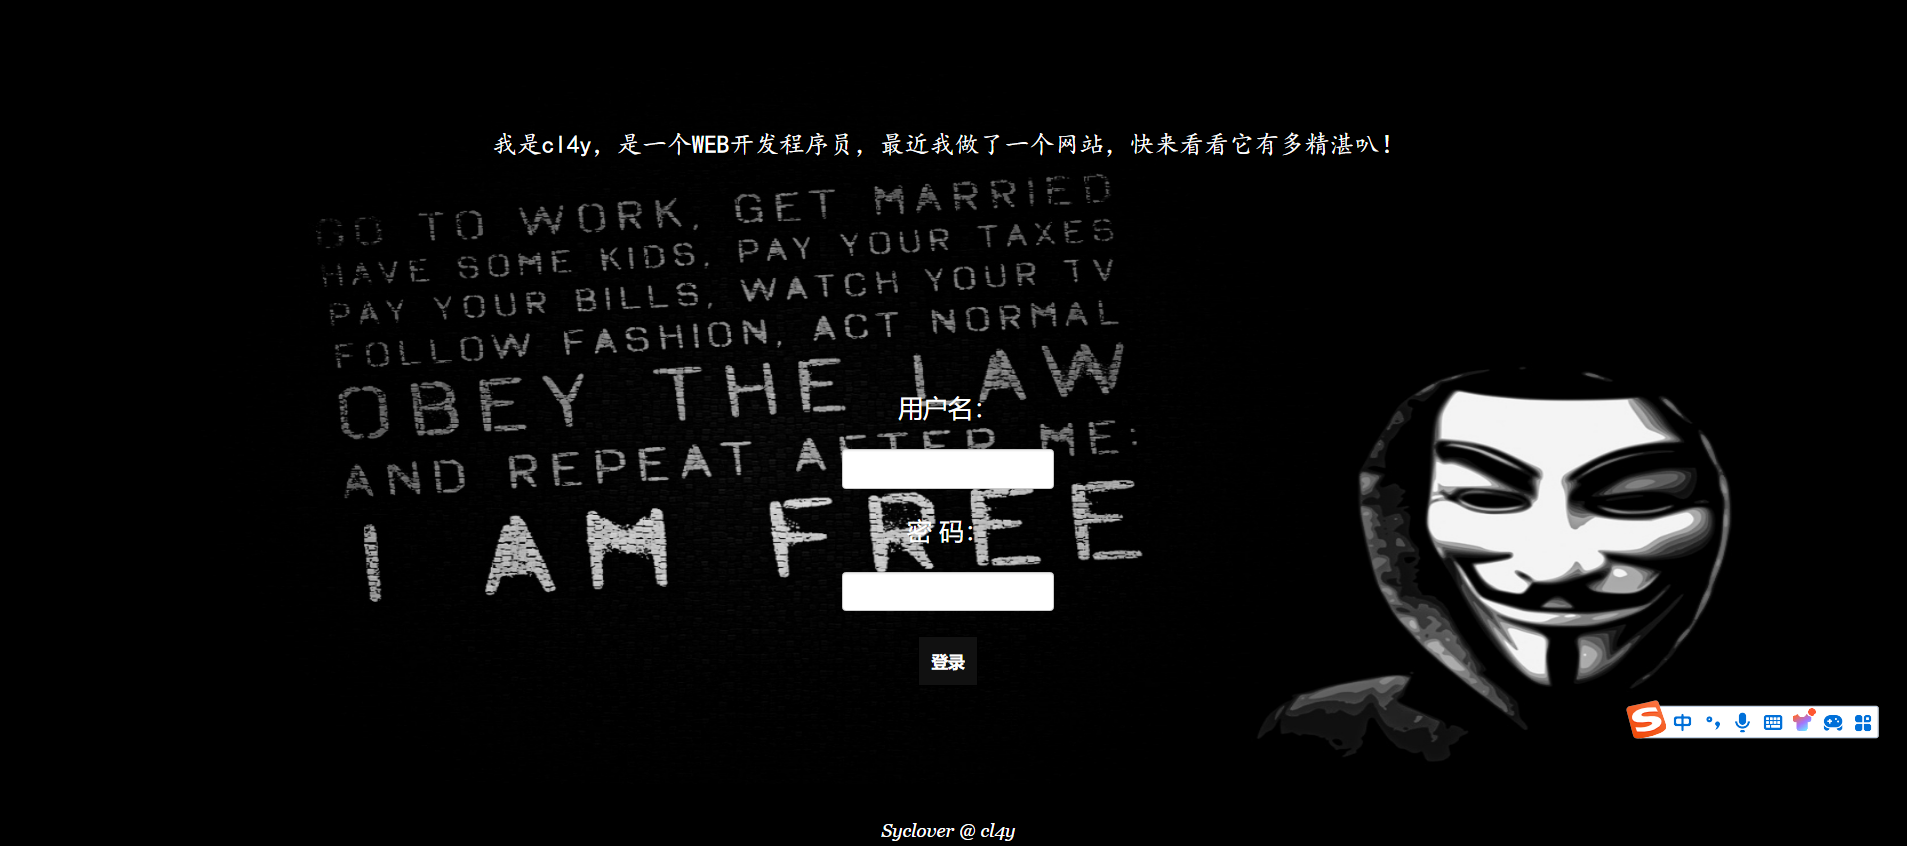 我是cl4y，是一个WEB开发程序员，最近我做了一个网站，快来看看它有多精湛叭！
GO TO WORK, GET MARRIED
HAVE SOME KIDS, PAY YOUR TAXES
PAY YOUR BILLS, WATCH YOUR TV
FOLLOW FASHION, ACT NORMAL
OBEY THE LAW
AND REPEAT AFTER ME:
I AM FREE
用户名：
密 码：
登录
中
Syclover @ cl4y